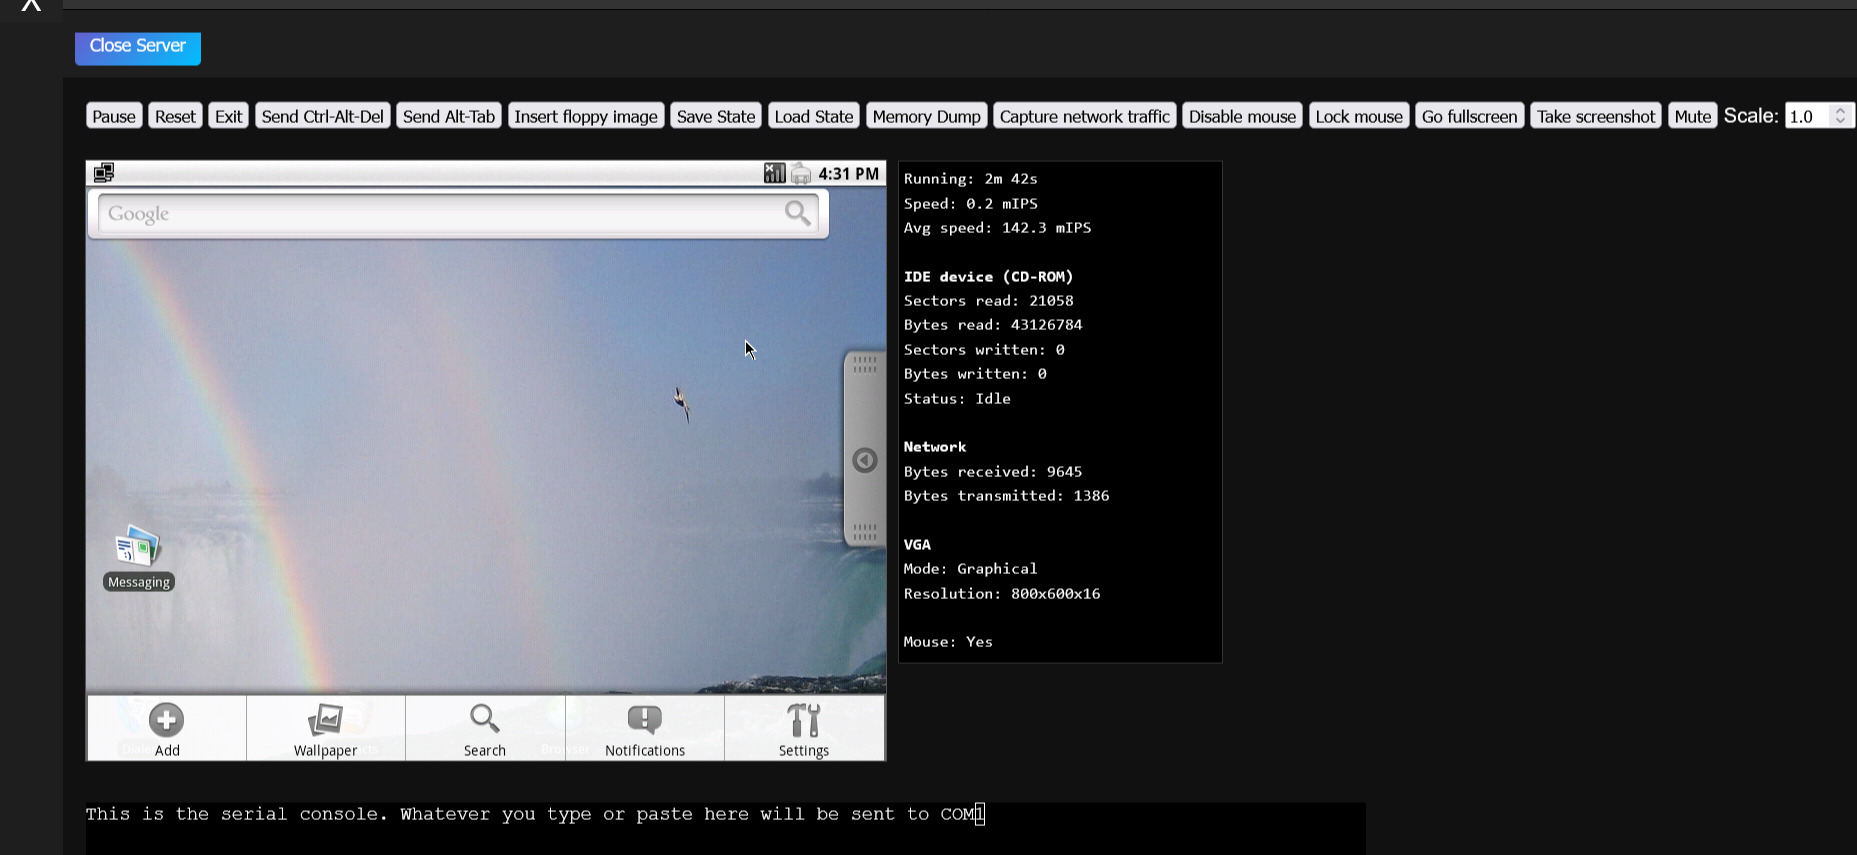 X
Close Server
Pause Reset Exit Send Ctrl-Alt-Del Send Alt-Tab Insert floppy image Save State Load State Memory Dump Capture network traffic Disable mouse Lock mouse Go fullscreen Take screenshot Mute Scale: 1.0
4:31 PM
Google
Messaging
Add Wallpaper Search Notifications Settings
Running: 2m 42s
Speed: 0.2 mIPS
Avg speed: 142.3 mIPS
IDE device (CD-ROM)
Sectors read: 21058
Bytes read: 43126784
Sectors written: 0
Bytes written: 0
Status: Idle
Network
Bytes received: 9645
Bytes transmitted: 1386
VGA
Mode: Graphical
Resolution: 800x600x16
Mouse: Yes
This is the serial console. Whatever you type or paste here will be sent to COM1